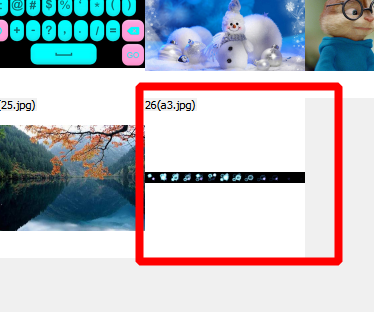 : @ # $ % ‘ * ( )
+ - ? , . / =
(25.jpg)
26(a3.jpg)